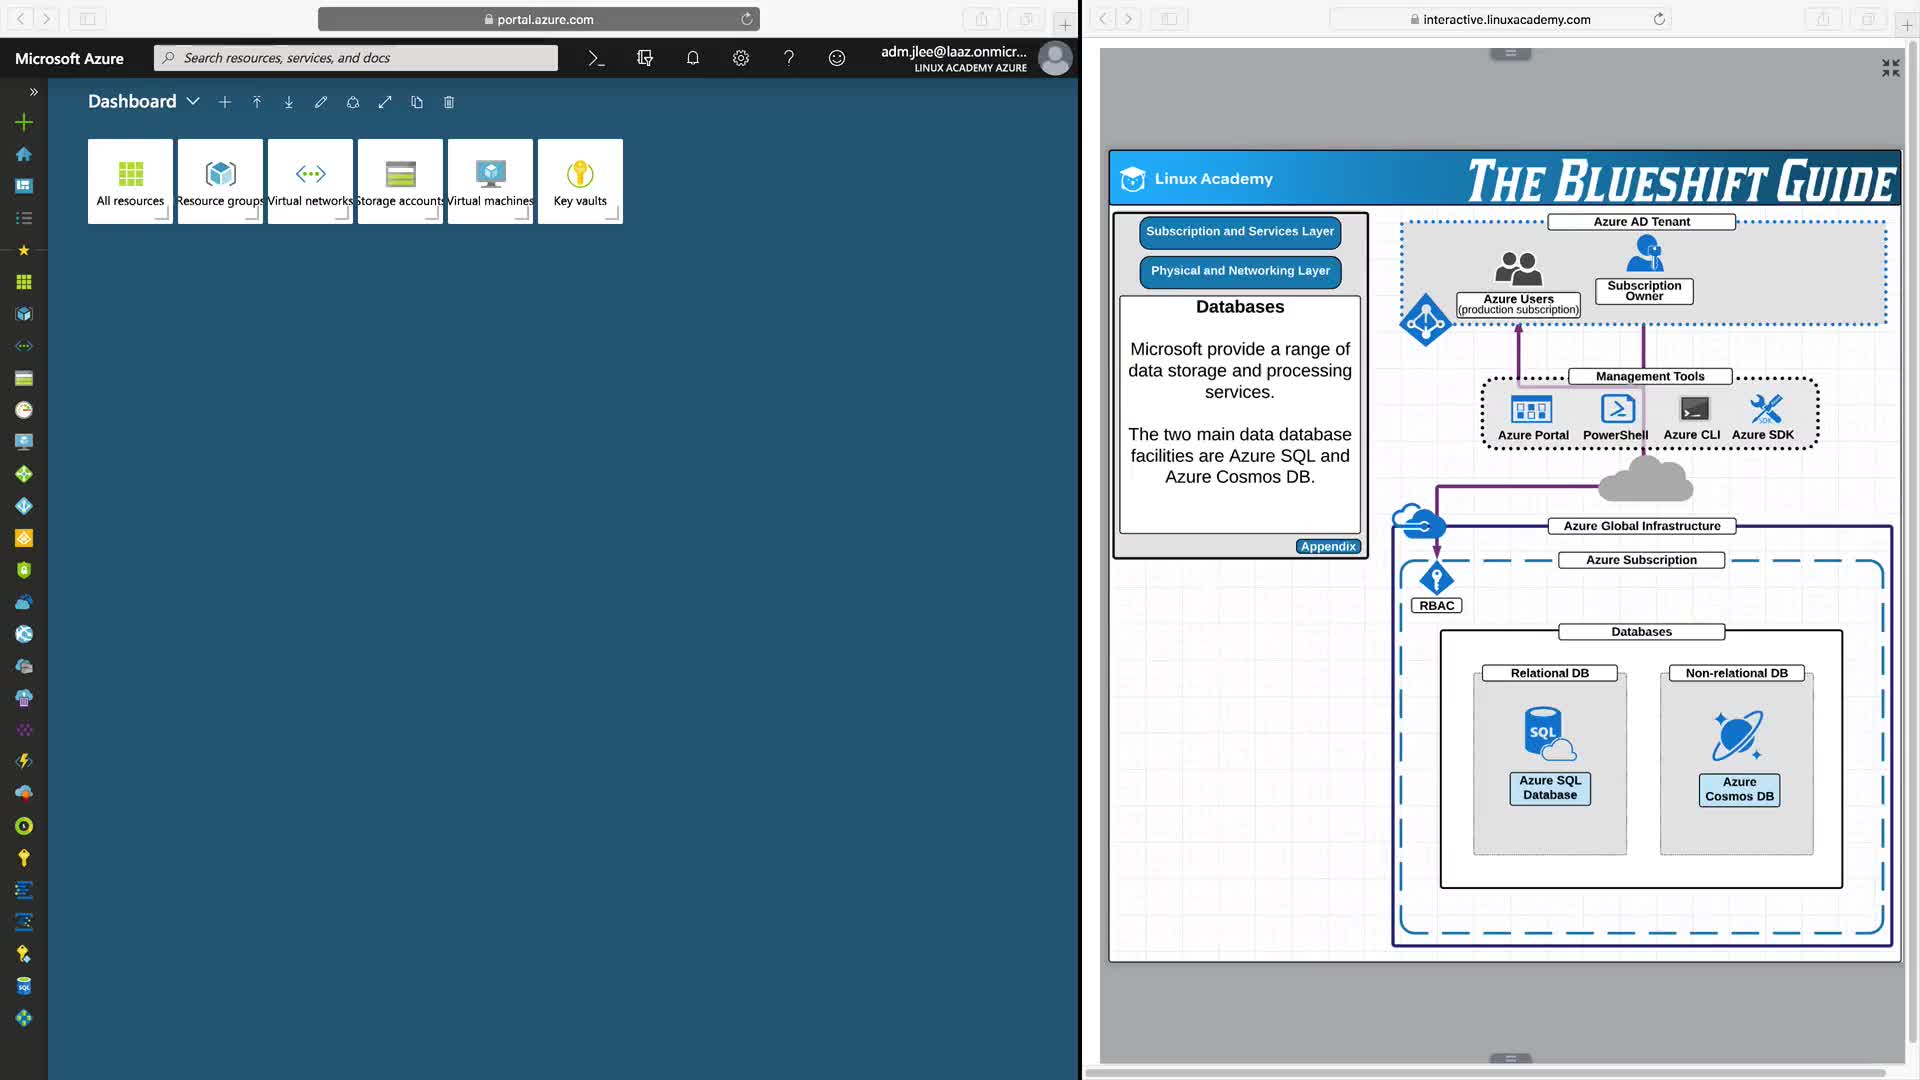 portal.azure.com
Microsoft Azure
Search resources, services, and docs
adm.jlee@laaz.onmicr...
LINUX ACADEMY AZURE
Dashboard
All resources
Resource groups
Virtual networks
Storage accounts
Virtual machines
Key vaults
SQL
interactive.linuxacademy.com
Linux Academy
THE BLUESHIFT GUIDE
Subscription and Services Layer
Physical and Networking Layer
Databases
Microsoft provide a range of
data storage and processing
services.
The two main data database
facilities are Azure SQL and
Azure Cosmos DB.
Appendix
Azure AD Tenant
Azure Users
(production subscription)
Subscription
Owner
Management Tools
Azure Portal
PowerShell
Azure CLI
SDK
Azure SDK
Azure Global Infrastructure
Azure Subscription
RBAC
Databases
Relational DB
SQL
Azure SQL
Database
Non-relational DB
Azure
Cosmos DB